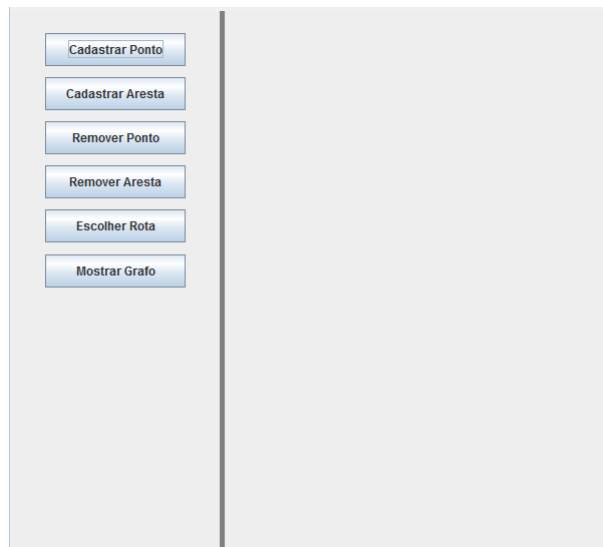 Cadastrar Ponto
Cadastrar Aresta
Remover Ponto
Remover Aresta
Escolher Rota
Mostrar Grafo